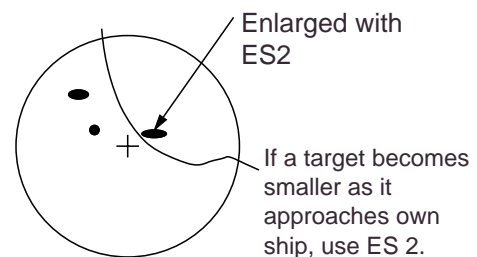 Enlarged with
ES2
If a target becomes
smaller as it
approaches own
ship, use ES 2.